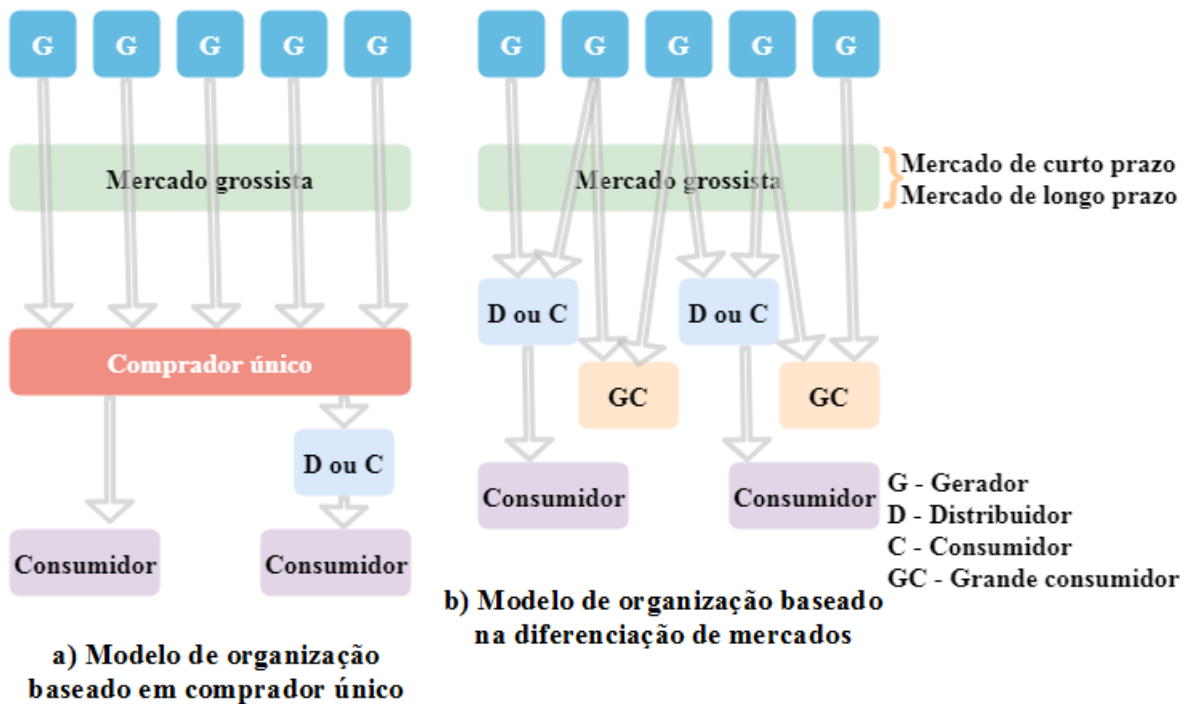 G G G G G
Mercado grossista
Comprador único
D ou C
Consumidor Consumidor
a) Modelo de organização
baseado em comprador único
G G G G G
Mercado grossista
Mercado de curto prazo
Mercado de longo prazo
D ou C D ou C
GC GC
Consumidor Consumidor
G - Gerador
D - Distribuidor
C - Consumidor
GC - Grande consumidor
b) Modelo de organização baseado
na diferenciação de mercados